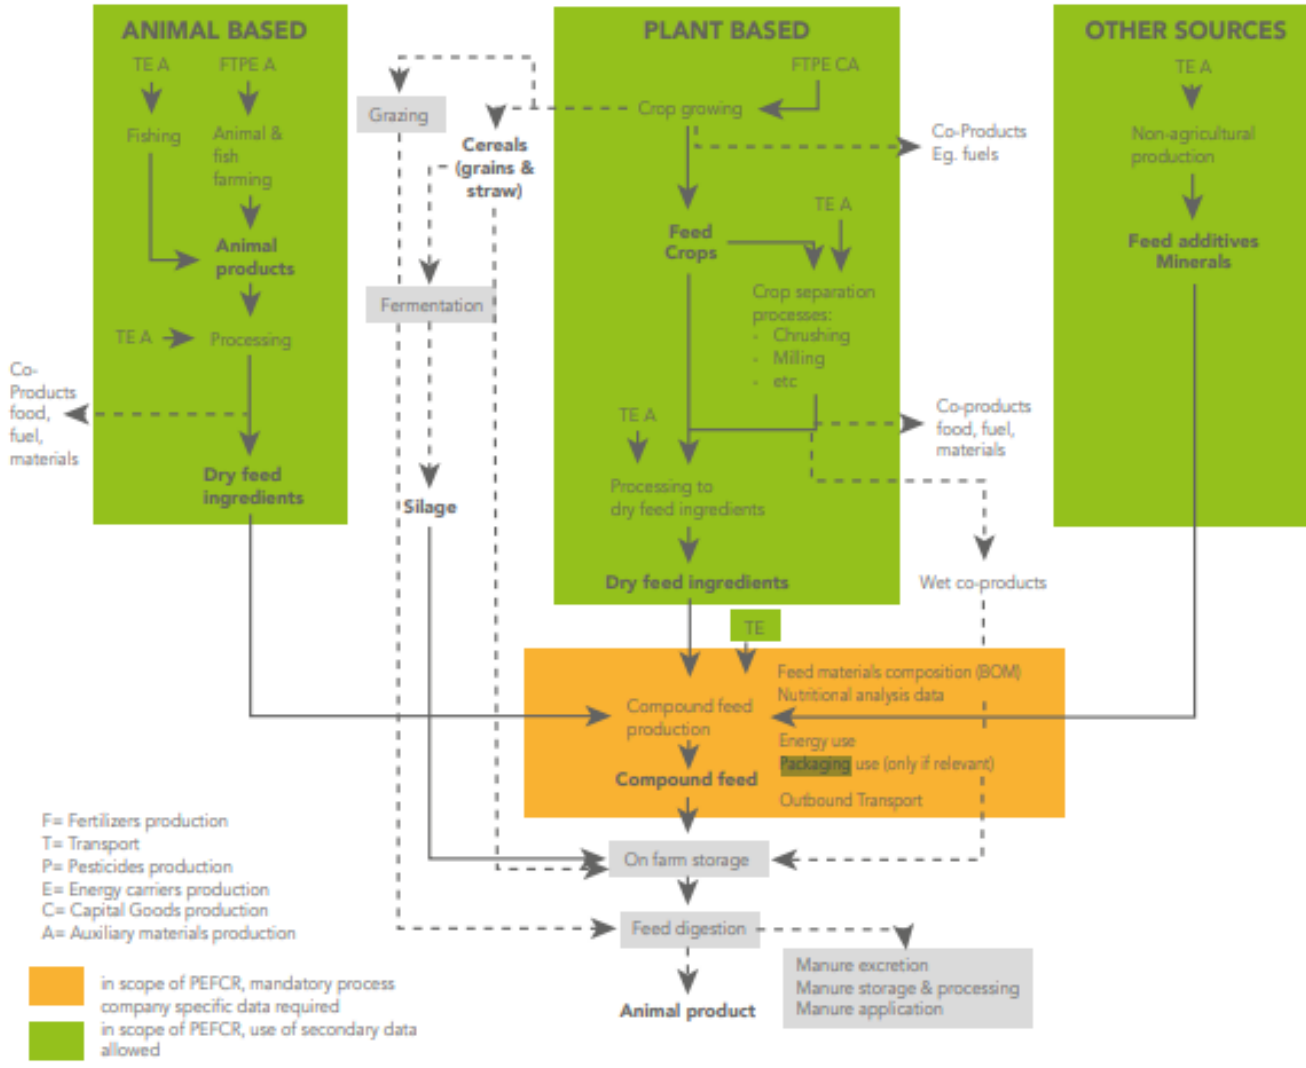 ANIMAL BASED
TE A
FTPE A
Fishing
Animal &
fish
farming
Animal
products
TE A
Processing
Co-
Products
food,
fuel,
materials
Dry feed
ingredients
Grazing
Cereals
(grains &
straw)
Fermentation
Silage
PLANT BASED
FTPE CA
Crop growing
Co-Products
Eg. fuels
TE A
Feed
Crops
Crop separation
processes:
- Chrushing
- Milling
- etc
TE A
Co-products
food, fuel,
materials
Processing to
dry feed ingredients
Dry feed ingredients
Wet co-products
OTHER SOURCES
TE A
Non-agricultural
production
Feed additives
Minerals
TE
Feed materials composition (BOM)
Nutritional analysis data
Compound feed
production
Energy use
Packaging use (only if relevant)
Compound feed
Outbound Transport
On farm storage
Feed digestion
Manure excretion
Manure storage & processing
Manure application
Animal product
F= Fertilizers production
T= Transport
P= Pesticides production
E= Energy carriers production
C= Capital Goods production
A= Auxiliary materials production
in scope of PEFCR, mandatory process
company specific data required
in scope of PEFCR, use of secondary data
allowed